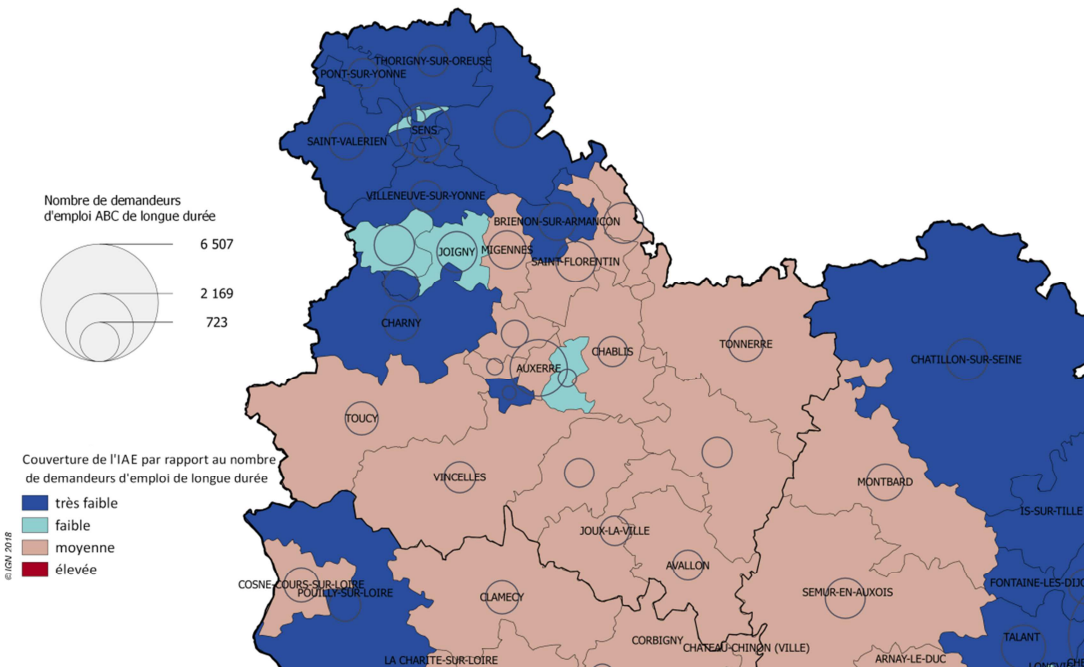 THORIGNY-SUR-OREUSE
PONT-SUR-YONNE
SENS
SAINT-VALERIEN
VILLENEUVE-SUR-YONNE
Nombre de demandeurs
d'emploi ABC de longue durée
6 507
2 169
723
BRIENON-SUR-ARMANCON
JOIGNY
MIGENNES
SAINT-FLORENTIN
CHARNY
TONNERRE
CHABLIS
CHATILLON-SUR-SEINE
AUXERRE
TOUCY
Couverture de l'IAE par rapport au nombre
de demandeurs d'emploi de longue durée
très faible
faible
moyenne
élevée
©IGN 2018
VINCELLES
MONTBARD
IS-SUR-TILLE
JOUX-LA-VILLE
AVALLON
COSNE-COURS-SUR-LOIRE
POUILLY-SUR-LOIRE
CLAMECY
SEMUR-EN-AUXOIS
FONTAINE-LES-DIJ
CORBIGNY
CHATEAU-CHINON (VILLE)
TALANT
LA CHARITE-SUR-LOIRE
ARNAY-LE-DUC